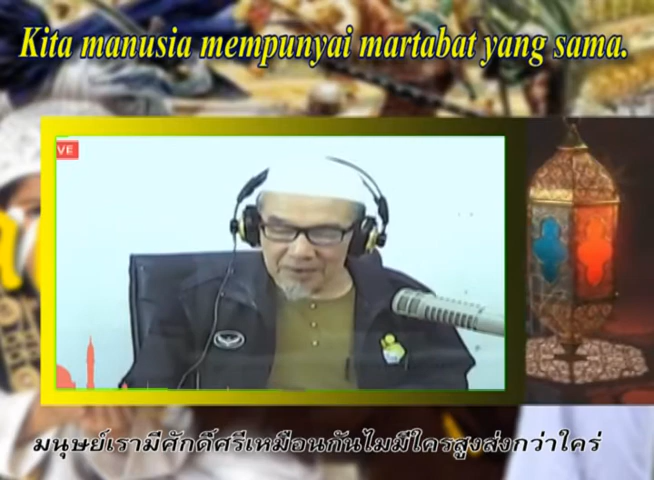 Kita manusia mempunyai martabat yang sama.
VE
มนุษย์เรามีศักดิ์ศรีเหมือนกันไม่มีใครสูงส่งกว่าใคร่